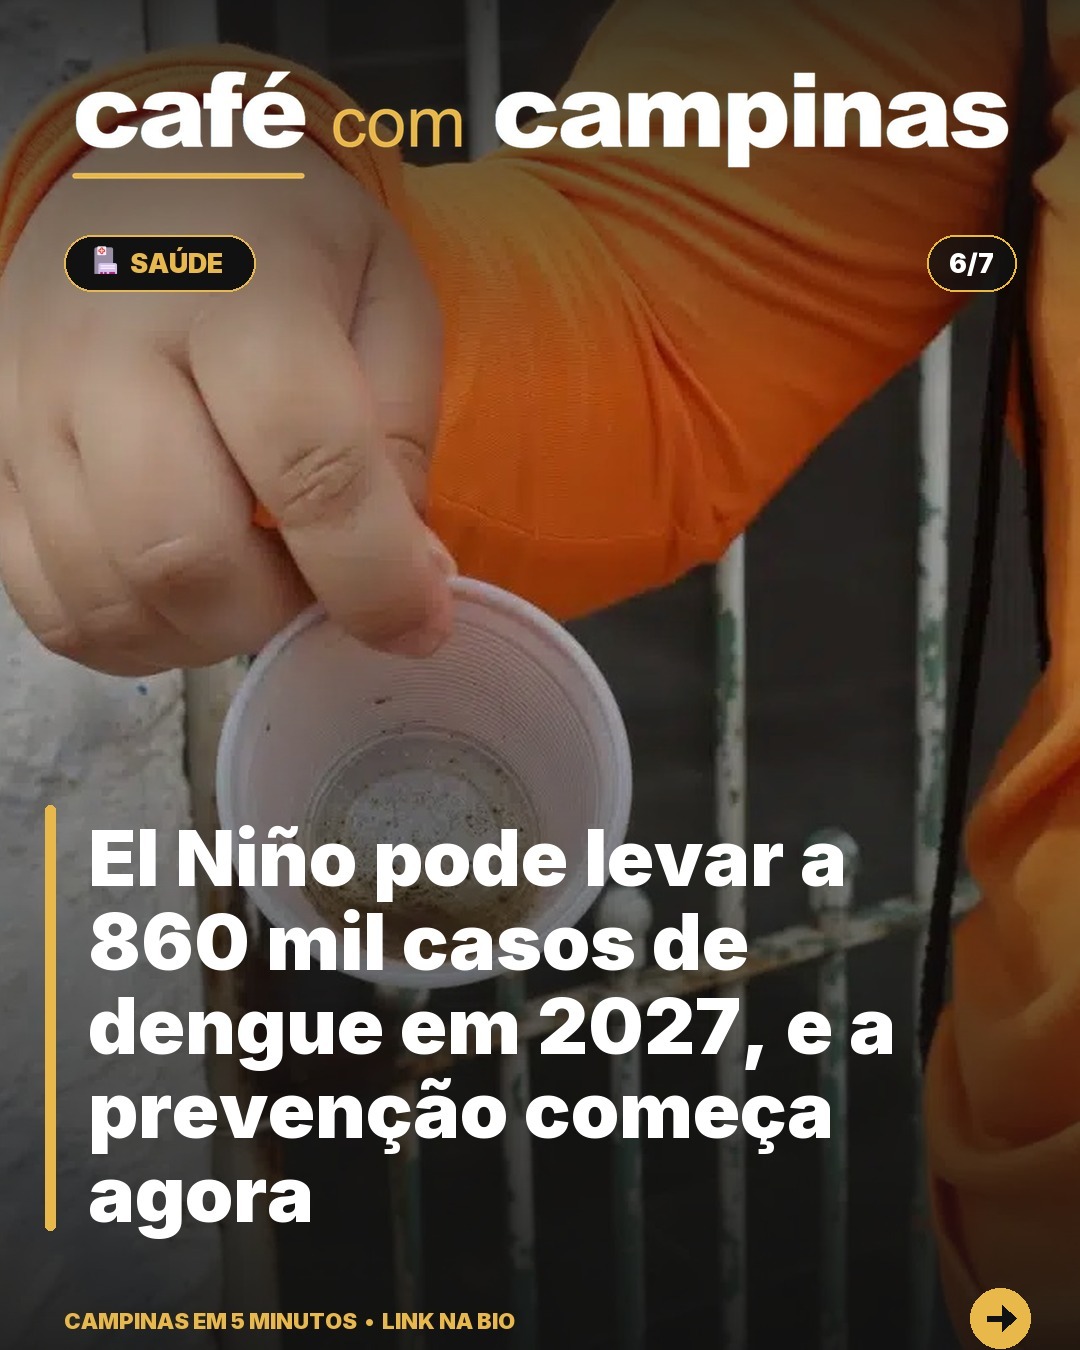 café com campinas
SAÚDE
6/7
El Niño pode levar a
860 mil casos de
dengue em 2027, e a
prevenção começa
agora
CAMPINAS EM 5 MINUTOS • LINK NA BIO